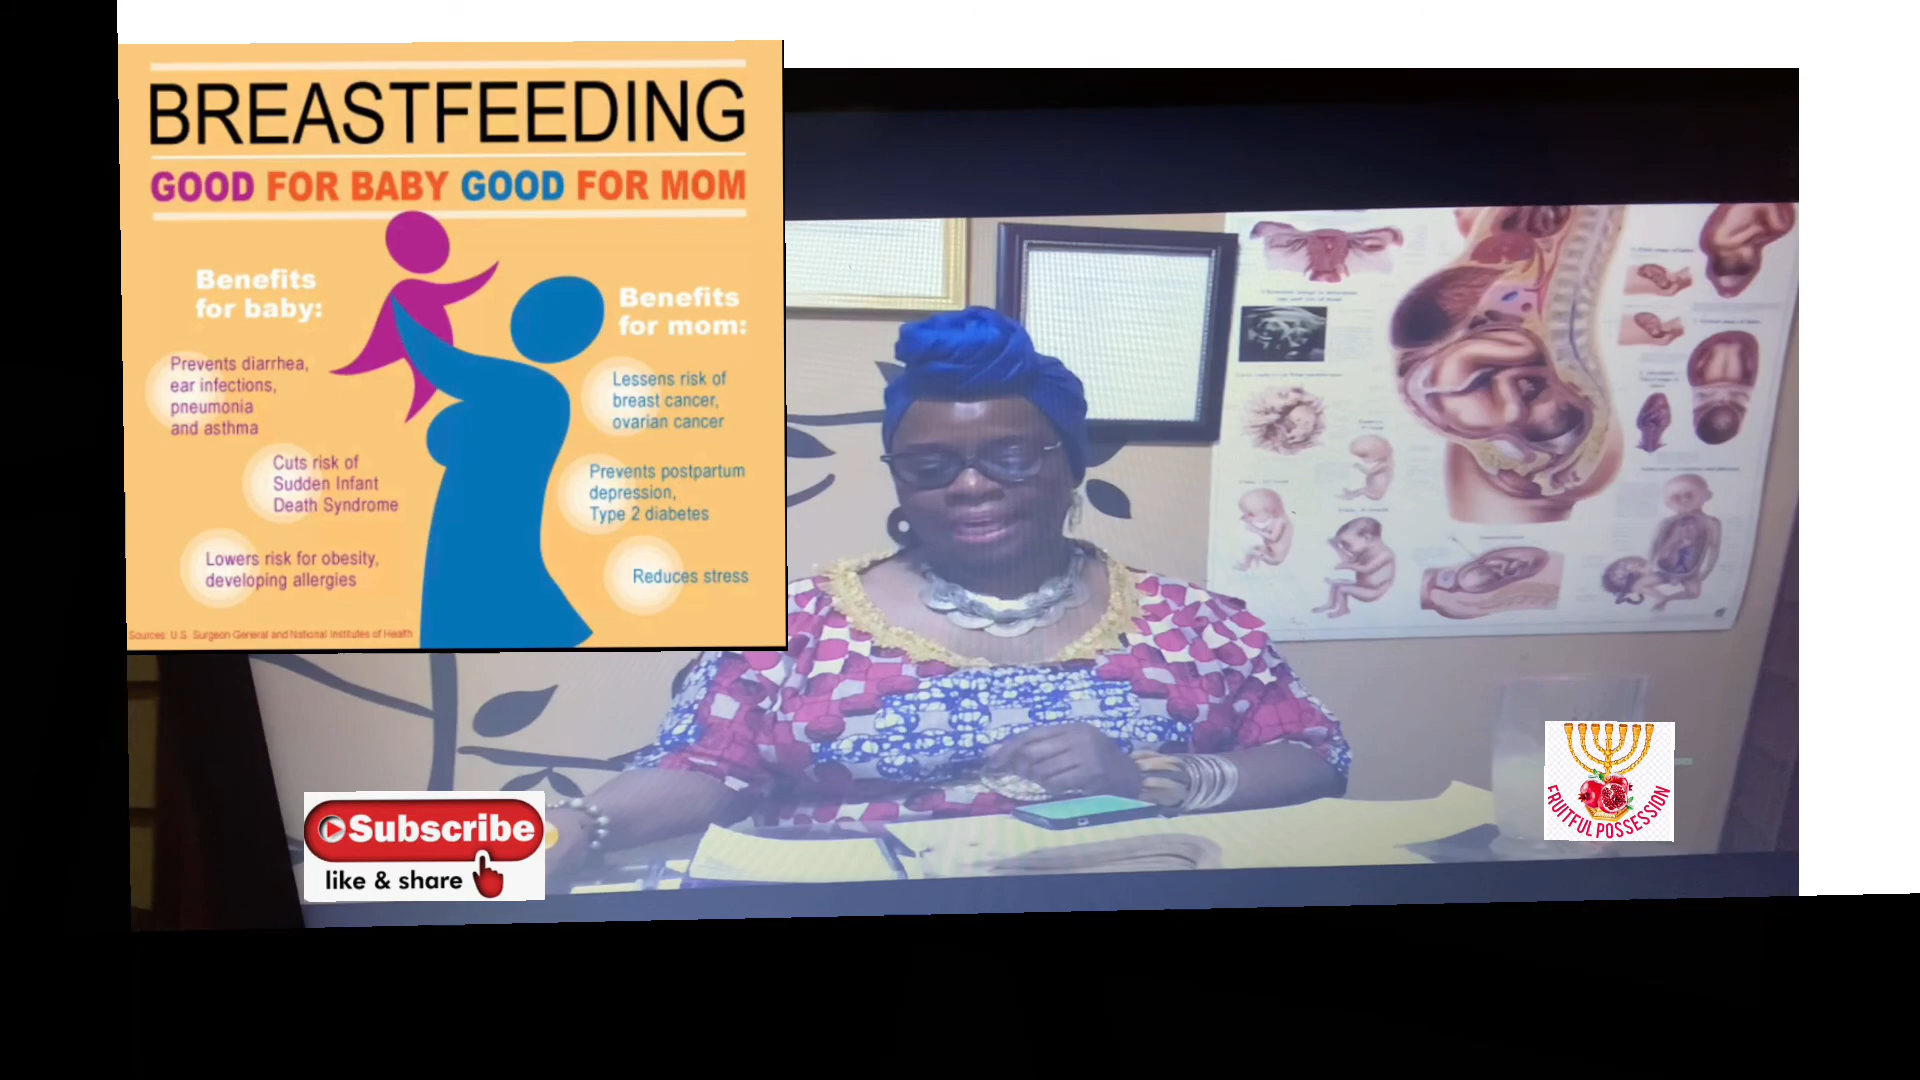 BREASTFEEDING
GOOD FOR BABY GOOD FOR MOM
Benefits
for baby:
Prevents diarrhea,
ear infections,
pneumonia
and asthma
Cuts risk of
Sudden Infant
Death Syndrome
Lowers risk for obesity,
developing allergies
Benefits
for mom:
Lessens risk of
breast cancer,
ovarian cancer
Prevents postpartum
depression,
Type 2 diabetes
Reduces stress
Sources: U.S. Surgeon General and National Institutes of Health
Subscribe
like & share
FRUITFUL POSSESSION